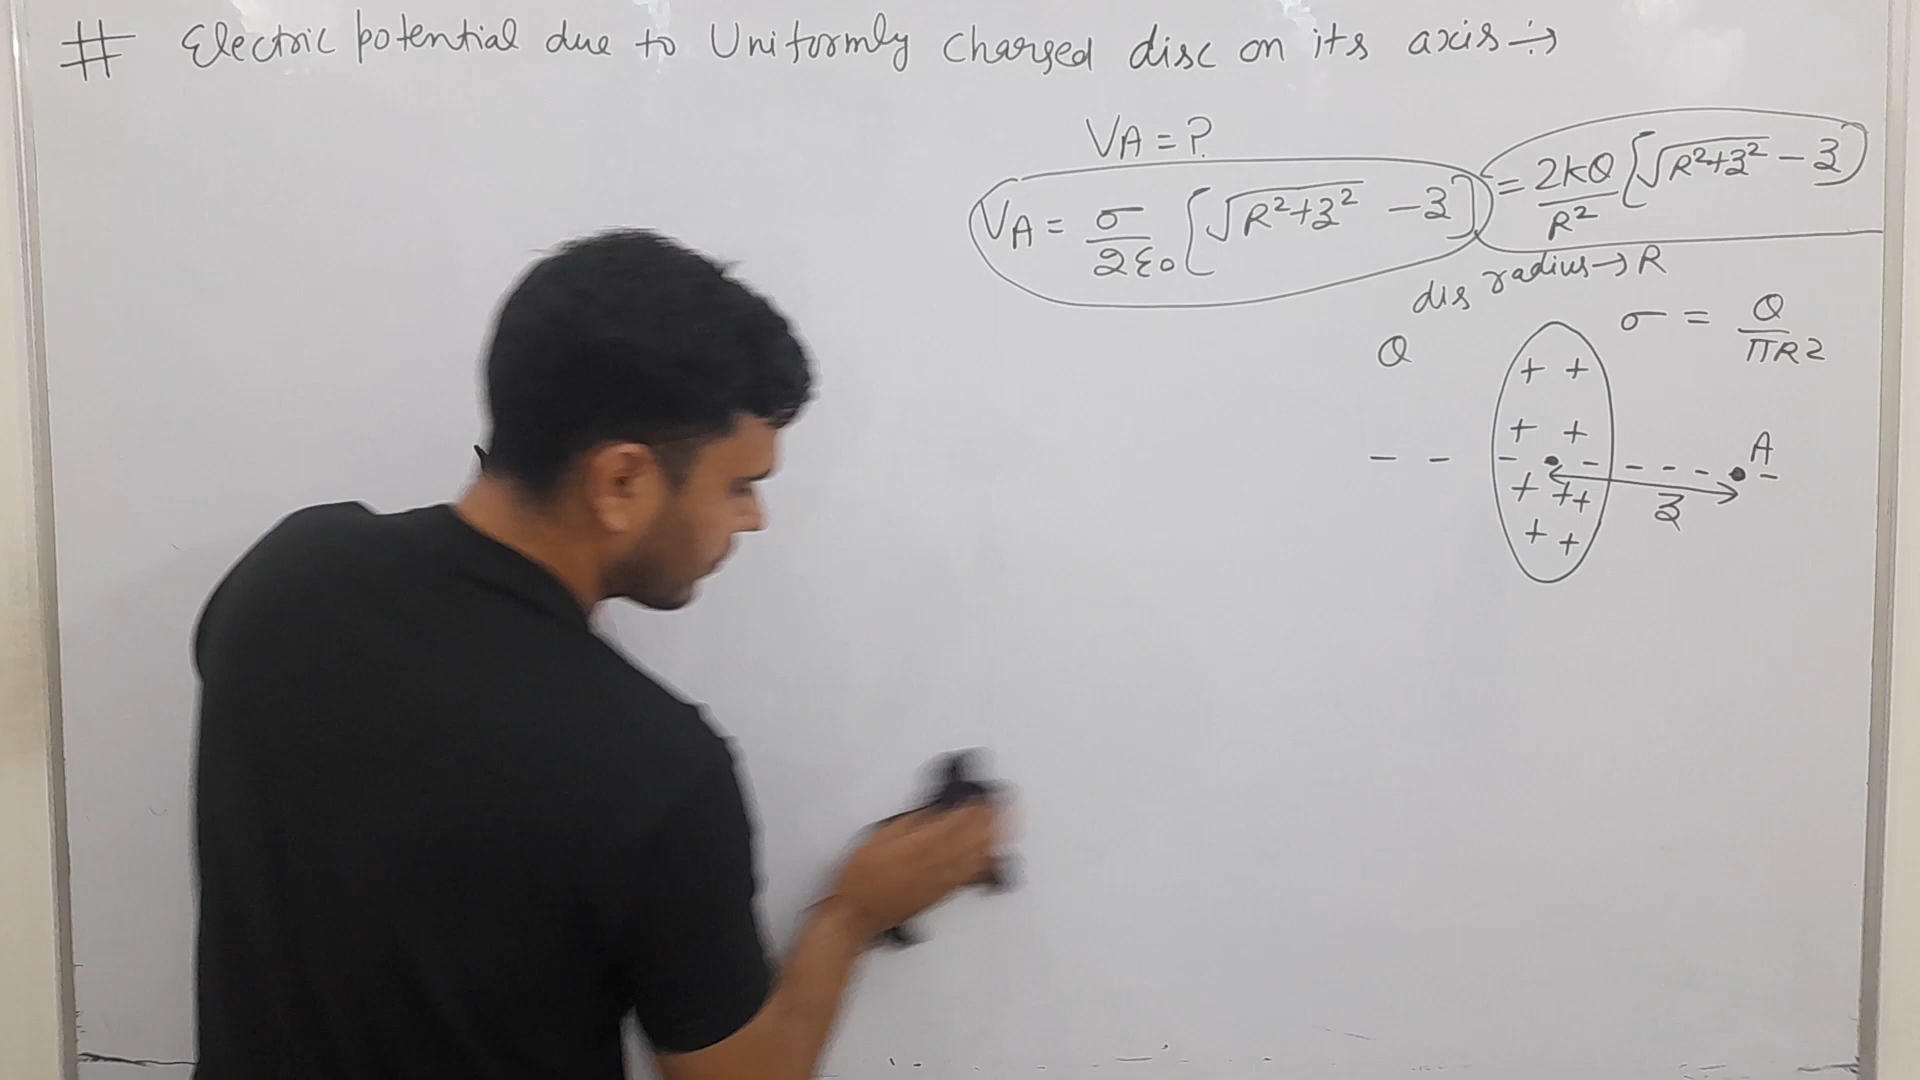 # Electric potential due to Uniformly Charged disc on its axis ÷→
VA = ?
VA = σ/2ε₀ [√R²+z² - z] = 2kQ/R² [√R²+z² - z]
dis radius → R
σ = Q/πR2
Q
+ +
+ +
A
+ ++
z
+ +